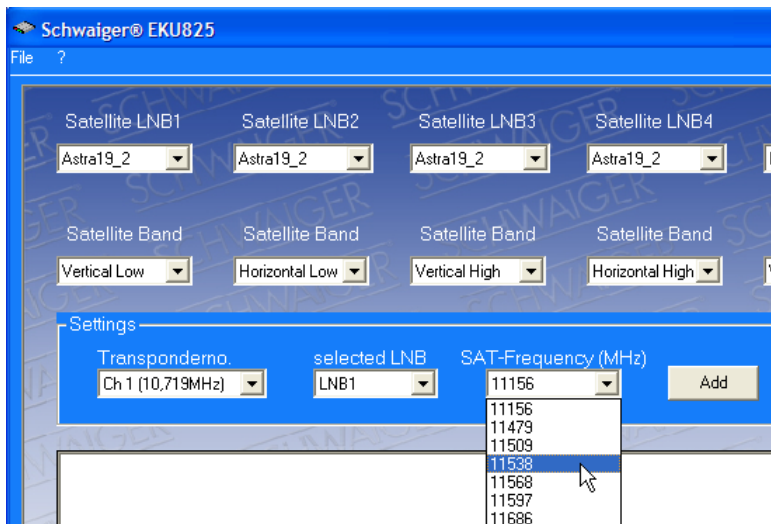 Schwaiger® EKU825
File ?
Satellite LNB1 Satellite LNB2 Satellite LNB3 Satellite LNB4
Astra19_2 Astra19_2 Astra19_2 Astra19_2
Satellite Band Satellite Band Satellite Band Satellite Band
Vertical Low Horizontal Low Vertical High Horizontal High
Settings
Transponderno. selected LNB SAT-Frequency (MHz)
Ch 1 (10,719MHz) LNB1 11156 Add
11156
11479
11509
11538
11568
11597
11686